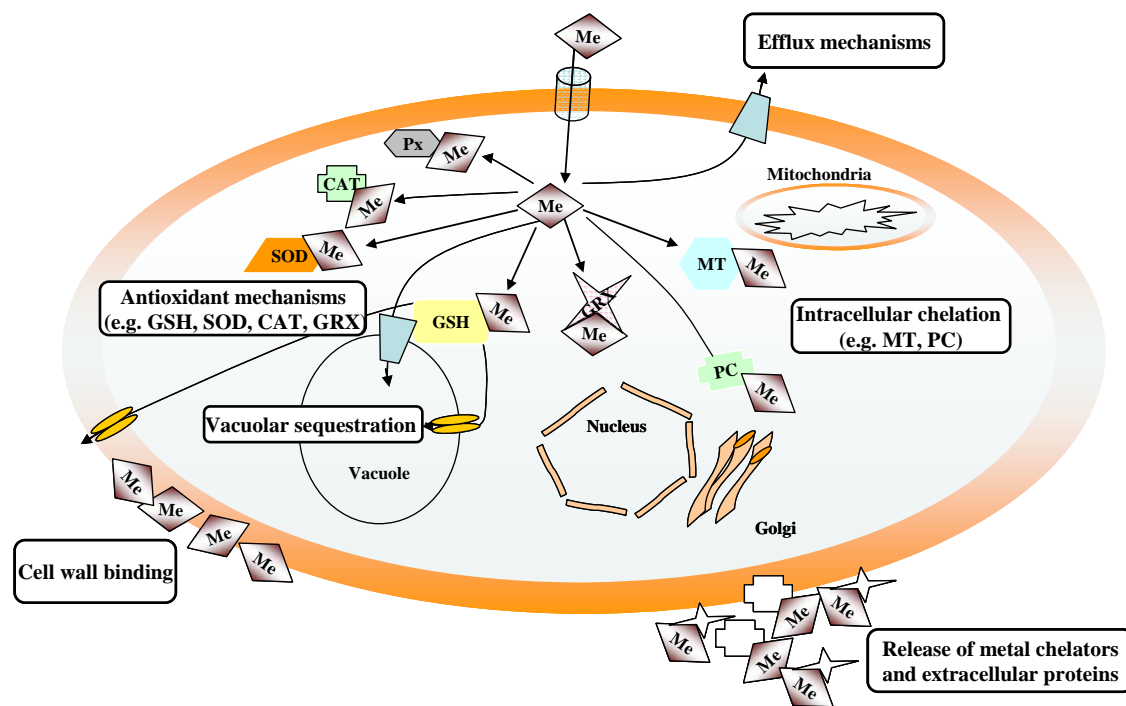 Me
Efflux mechanisms
Px
Me
CAT
Me
Mitochondria
Me
SOD
Me
MT
Me
Antioxidant mechanisms
(e.g. GSH, SOD, CAT, GRX)
GSH
Me
GRX
Me
Intracellular chelation
(e.g. MT, PC)
PC
Me
Vacuolar sequestration
Nucleus
Vacuole
Me
Me
Me
Me
Golgi
Cell wall binding
Me
Me
Me
Me
Me
Release of metal chelators
and extracellular proteins